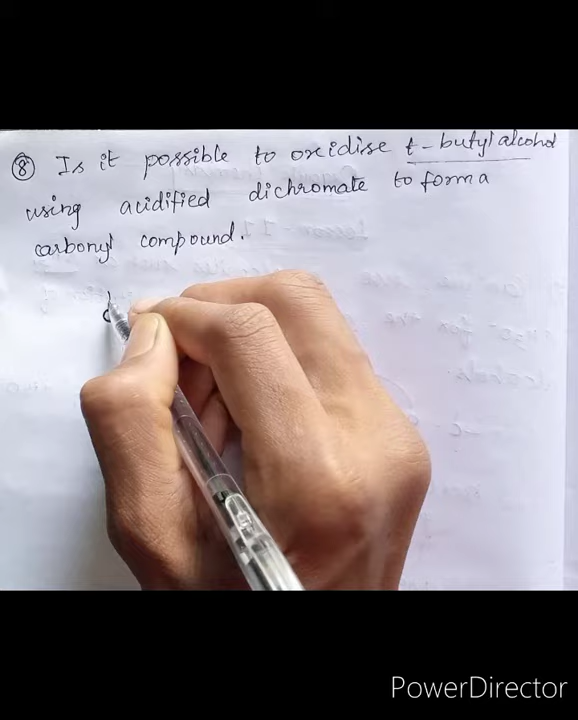 ⑧ Is it possible to oxidise t-butyl alcohol
using acidified dichromate to form a
carbonyl compound.
PowerDirector